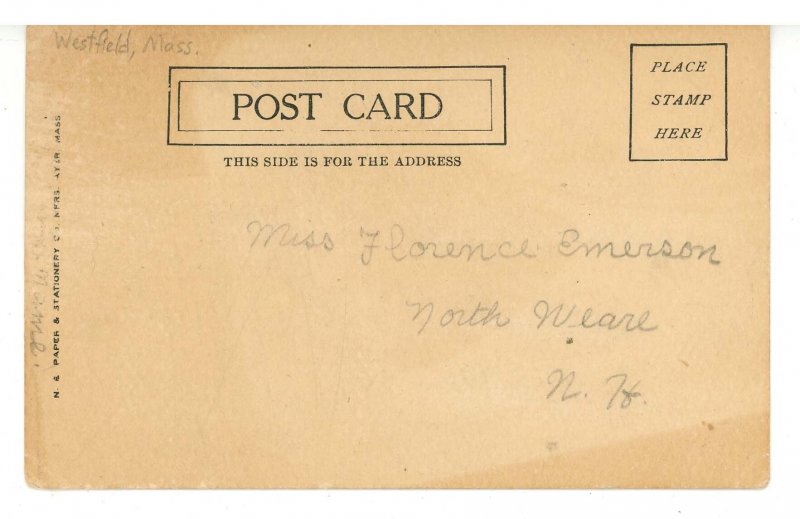 Westfield, Mass.
POST CARD
THIS SIDE IS FOR THE ADDRESS
PLACE
STAMP
HERE
Miss Florence Emerson
North Weare
N. H.
PAPER & STATIONERY CO. MFRS. AYER MASS